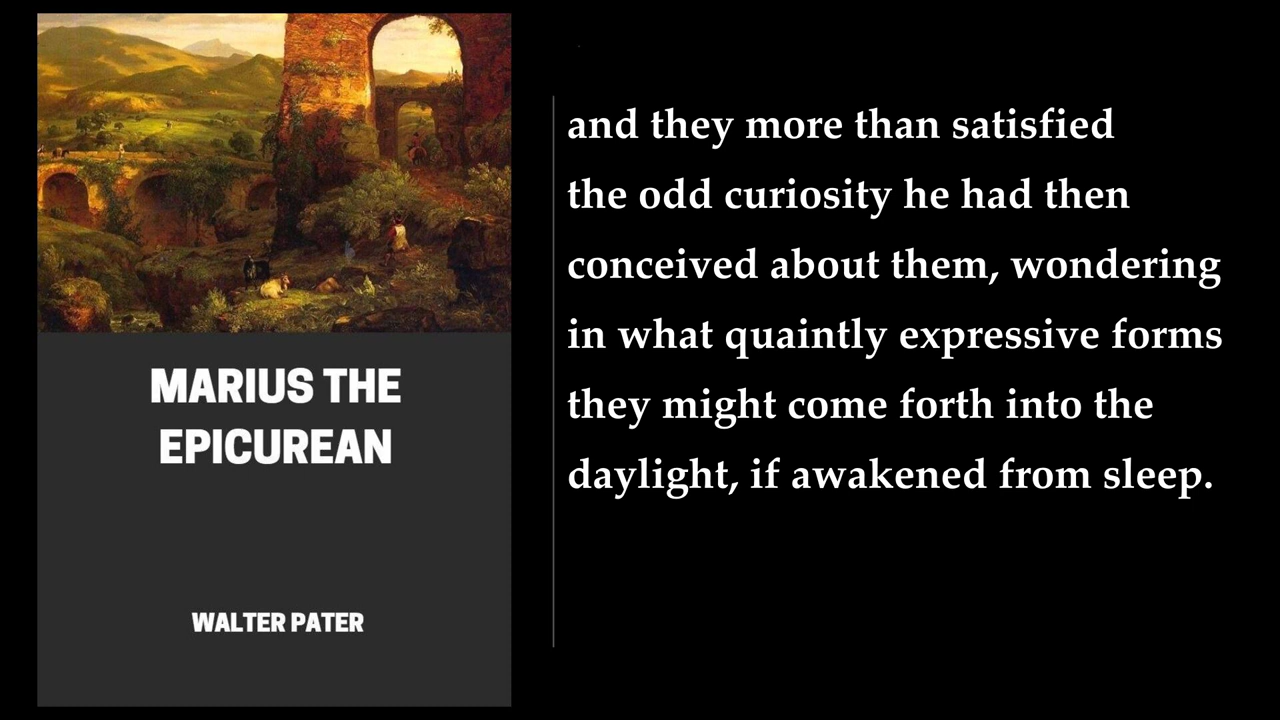 MARIUS THE
EPICUREAN
WALTER PATER
and they more than satisfied
the odd curiosity he had then
conceived about them, wondering
in what quaintly expressive forms
they might come forth into the
daylight, if awakened from sleep.